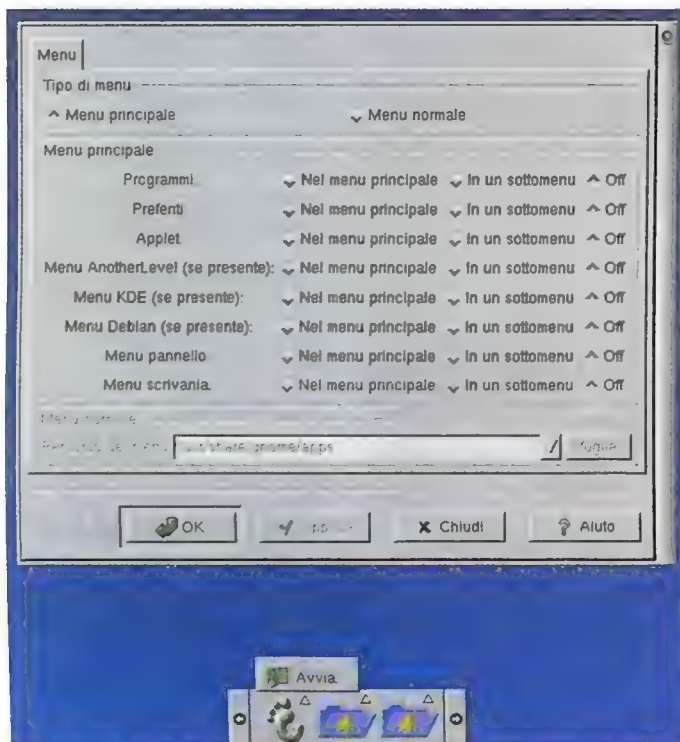 Menu
Tipo di menu
Menu principale Menu normale
Menu principale
Programmi Nel menu principale In un sottomenu Off
Preferiti Nel menu principale In un sottomenu Off
Applet Nel menu principale In un sottomenu Off
Menu AnotherLevel (se presente): Nel menu principale In un sottomenu Off
Menu KDE (se presente): Nel menu principale In un sottomenu Off
Menu Debian (se presente): Nel menu principale In un sottomenu Off
Menu pannello Nel menu principale In un sottomenu Off
Menu scrivania Nel menu principale In un sottomenu Off
OK Chiudi Aiuto
Avvia